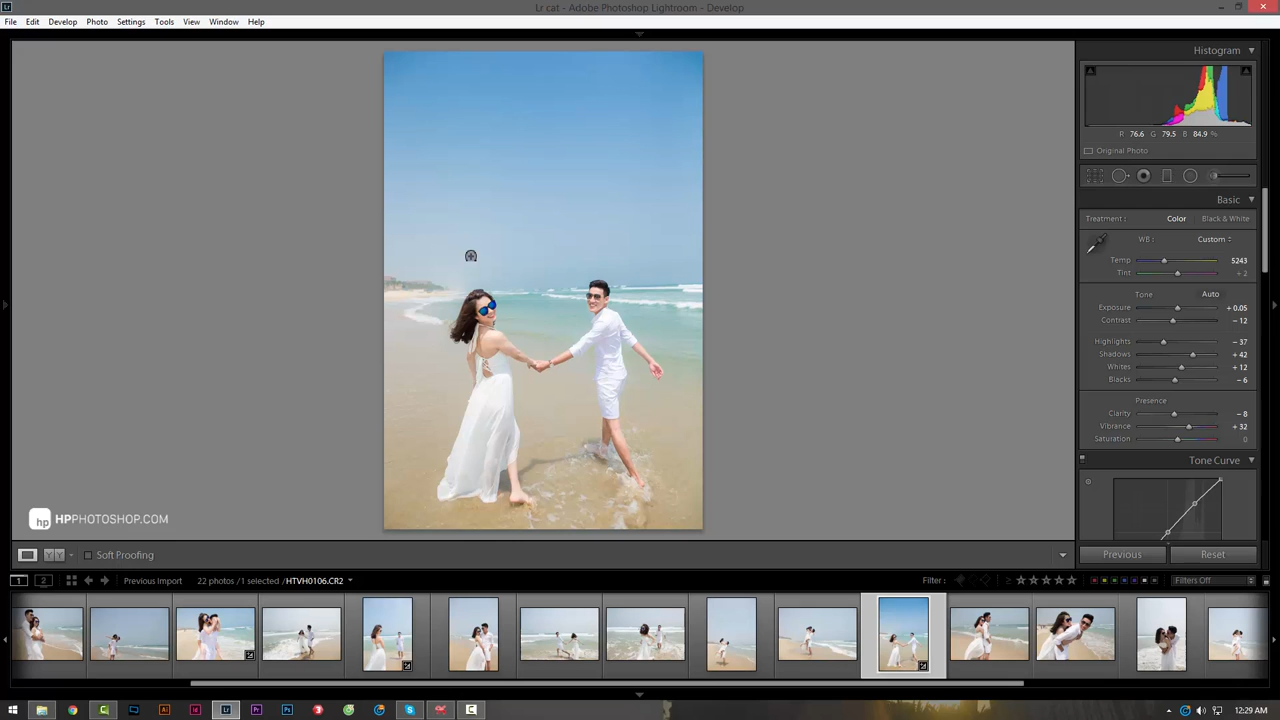 Lr cat - Adobe Photoshop Lightroom - Develop
File Edit Develop Photo Settings Tools View Window Help
Histogram
R 76.6 G 79.5 B 84.9 %
Original Photo
Basic
Treatment : Color Black & White
WB : Custom
Temp 5243
Tint + 2
Tone Auto
Exposure + 0.05
Contrast − 12
Highlights − 37
Shadows + 42
Whites + 12
Blacks − 6
Presence
Clarity − 8
Vibrance + 32
Saturation 0
Tone Curve
hp HPPHOTOSHOP.COM
Soft Proofing
Previous Reset
1 2 Previous Import 22 photos / 1 selected / HTVH0106.CR2
Filter : Filters Off
12:29 AM